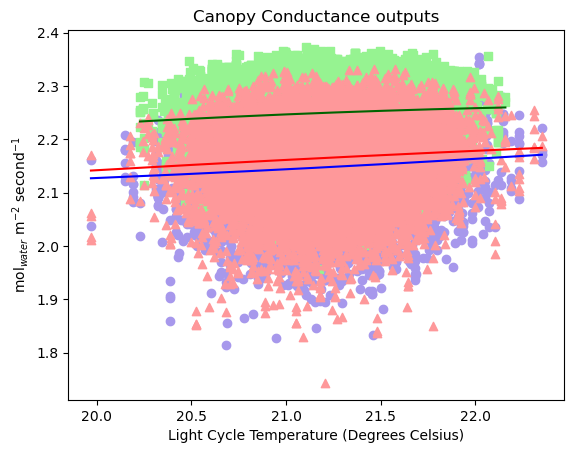 Canopy Conductance outputs
mol_water m⁻² second⁻¹
2.4
2.3
2.2
2.1
2.0
1.9
1.8
20.0 20.5 21.0 21.5 22.0
Light Cycle Temperature (Degrees Celsius)